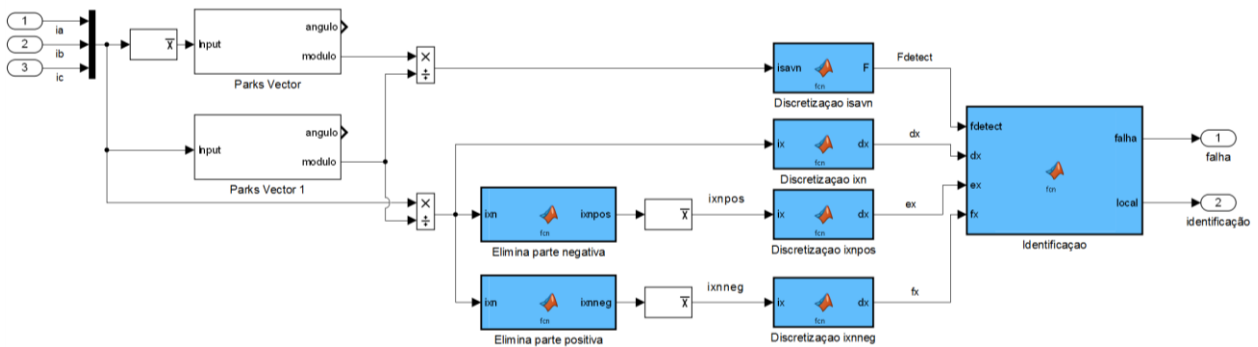 1
ia
2
ib
3
ic
x
Input
angulo
modulo
Parks Vector
Input
angulo
modulo
Parks Vector 1
×
÷
×
÷
isavn
F
fcn
Discretizaçao isavn
Fdetect
ix
dx
fcn
Discretizaçao ixn
dx
ixn
ixnpos
fcn
Elimina parte negativa
x
ixnpos
ix
dx
fcn
Discretizaçao ixnpos
ex
ixn
ixnneg
fcn
Elimina parte positiva
x
ixnneg
ix
dx
fcn
Discretizaçao ixnneg
fx
fdetect
dx
ex
fx
fcn
falha
local
Identificaçao
1
falha
2
identificação